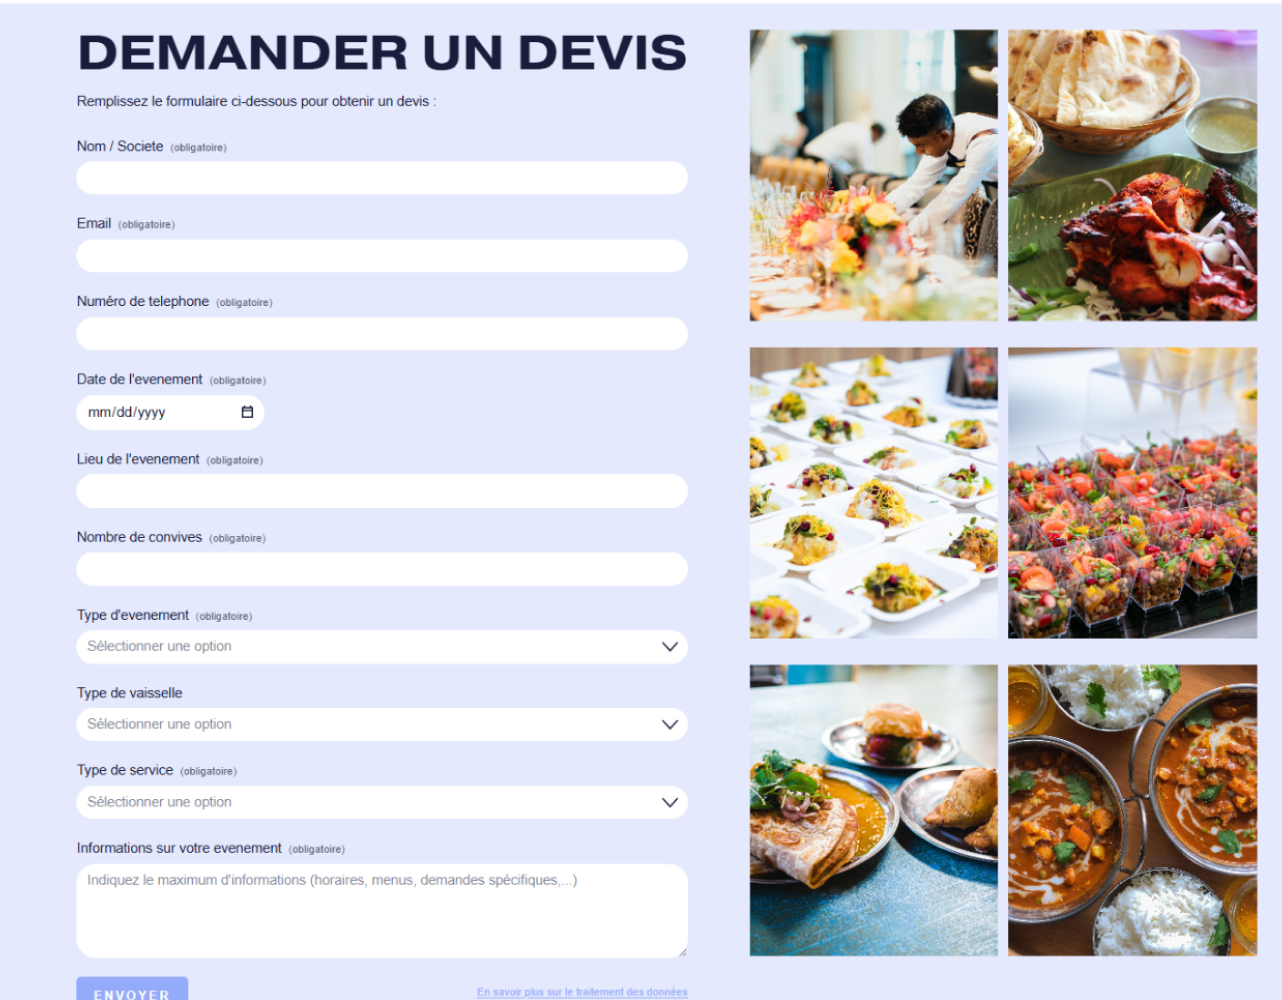 DEMANDER UN DEVIS
Remplissez le formulaire ci-dessous pour obtenir un devis :
Nom / Societe (obligatoire)
Email (obligatoire)
Numéro de telephone (obligatoire)
Date de l'evenement (obligatoire)
mm/dd/yyyy
Lieu de l'evenement (obligatoire)
Nombre de convives (obligatoire)
Type d'evenement (obligatoire)
Sélectionner une option
Type de vaisselle
Sélectionner une option
Type de service (obligatoire)
Sélectionner une option
Informations sur votre evenement (obligatoire)
Indiquez le maximum d'informations (horaires, menus, demandes spécifiques,...)
ENVOYER
En savoir plus sur le traitement des données